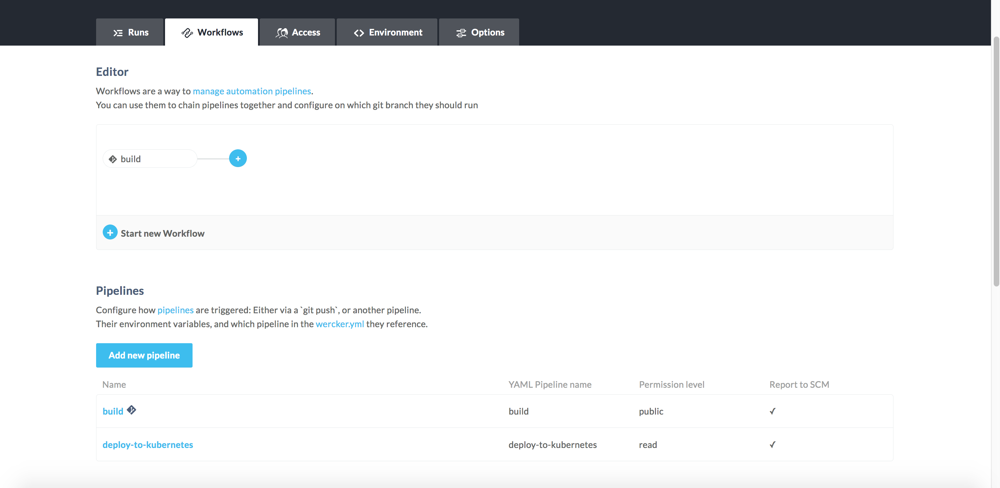 Runs
Workflows
Access
Environment
Options
Editor
Workflows are a way to manage automation pipelines.
You can use them to chain pipelines together and configure on which git branch they should run
build
+
+ Start new Workflow
Pipelines
Configure how pipelines are triggered: Either via a `git push`, or another pipeline.
Their environment variables, and which pipeline in the wercker.yml they reference.
Add new pipeline
Name YAML Pipeline name Permission level Report to SCM
build build public ✓
deploy-to-kubernetes deploy-to-kubernetes read ✓